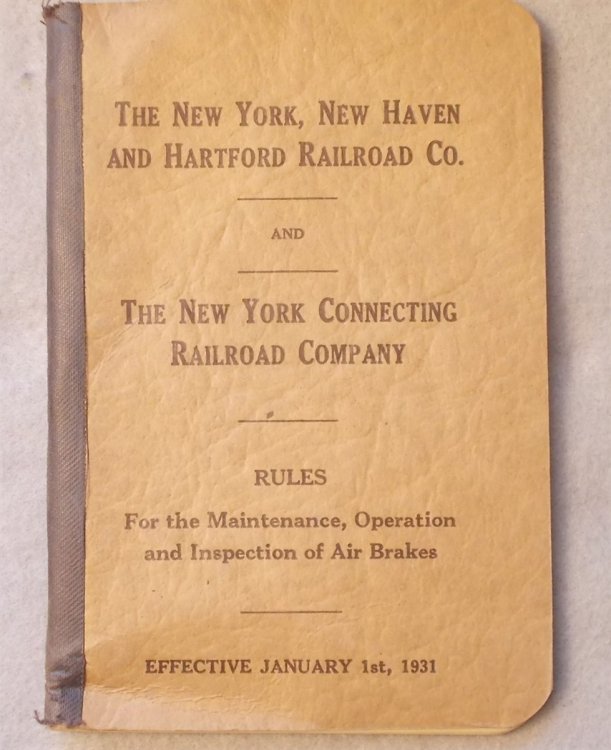 The New York, New Haven
and Hartford Railroad Co.
AND
The New York Connecting
Railroad Company
RULES
For the Maintenance, Operation
and Inspection of Air Brakes
EFFECTIVE JANUARY 1st, 1931